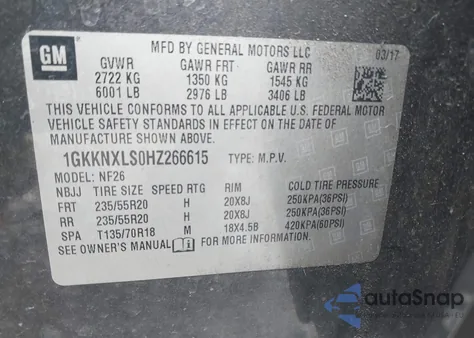 GM
MFD BY GENERAL MOTORS LLC
03/17
GVWR GAWR FRT GAWR RR
2722 KG 1350 KG 1545 KG
6001 LB 2976 LB 3406 LB
THIS VEHICLE CONFORMS TO ALL APPLICABLE U.S. FEDERAL MOTOR
VEHICLE SAFETY STANDARDS IN EFFECT ON THE DATE OF
MANUFACTURE SHOWN ABOVE.
1GKKNXLS0HZ266615 TYPE: M.P.V.
MODEL: NF26
NBJJ TIRE SIZE SPEED RTG RIM COLD TIRE PRESSURE
FRT 235/55R20 H 20X8J 250KPA(36PSI)
RR 235/55R20 H 20X8J 250KPA(36PSI)
SPA T135/70R18 M 18X4.5B 420KPA(60PSI)
SEE OWNER'S MANUAL FOR MORE INFORMATION.
autoSnap